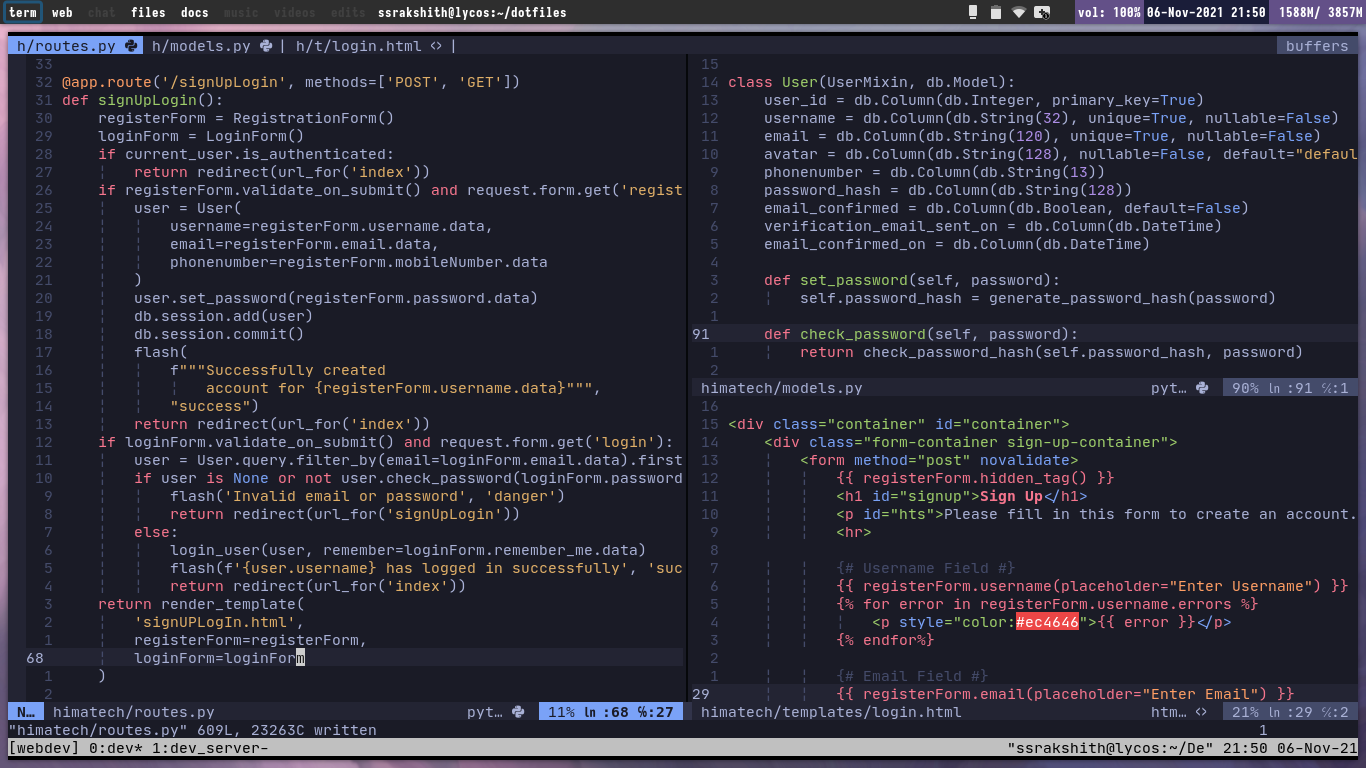 term web chat files docs music videos edits ssrakshith@lycos:~/dotfiles vol: 100% 06-Nov-2021 21:50 1588M/ 3857M
h/routes.py h/models.py | h/t/login.html <> | buffers
33
32 @app.route('/signUpLogin', methods=['POST', 'GET'])
31 def signUpLogin():
30 registerForm = RegistrationForm()
29 loginForm = LoginForm()
28 if current_user.is_authenticated:
27 return redirect(url_for('index'))
26 if registerForm.validate_on_submit() and request.form.get('regist
25 user = User(
24 username=registerForm.username.data,
23 email=registerForm.email.data,
22 phonenumber=registerForm.mobileNumber.data
21 )
20 user.set_password(registerForm.password.data)
19 db.session.add(user)
18 db.session.commit()
17 flash(
16 f"""Successfully created
15 account for {registerForm.username.data}""",
14 "success")
13 return redirect(url_for('index'))
12 if loginForm.validate_on_submit() and request.form.get('login'):
11 user = User.query.filter_by(email=loginForm.email.data).first
10 if user is None or not user.check_password(loginForm.password
9 flash('Invalid email or password', 'danger')
8 return redirect(url_for('signUpLogin'))
7 else:
6 login_user(user, remember=loginForm.remember_me.data)
5 flash(f'{user.username} has logged in successfully', 'suc
4 return redirect(url_for('index'))
3 return render_template(
2 'signUPLogIn.html',
1 registerForm=registerForm,
68 loginForm=loginForm
1 )
2
N… himatech/routes.py pyt… 11% ln :68 ℅:27
15
14 class User(UserMixin, db.Model):
13 user_id = db.Column(db.Integer, primary_key=True)
12 username = db.Column(db.String(32), unique=True, nullable=False)
11 email = db.Column(db.String(120), unique=True, nullable=False)
10 avatar = db.Column(db.String(128), nullable=False, default="defaul
9 phonenumber = db.Column(db.String(13))
8 password_hash = db.Column(db.String(128))
7 email_confirmed = db.Column(db.Boolean, default=False)
6 verification_email_sent_on = db.Column(db.DateTime)
5 email_confirmed_on = db.Column(db.DateTime)
4
3 def set_password(self, password):
2 self.password_hash = generate_password_hash(password)
1
91 def check_password(self, password):
1 return check_password_hash(self.password_hash, password)
2
himatech/models.py pyt… 90% ln :91 ℅:1
16
15 <div class="container" id="container">
14 <div class="form-container sign-up-container">
13 <form method="post" novalidate>
12 {{ registerForm.hidden_tag() }}
11 <h1 id="signup">Sign Up</h1>
10 <p id="hts">Please fill in this form to create an account.
9 <hr>
8
7 {# Username Field #}
6 {{ registerForm.username(placeholder="Enter Username") }}
5 {% for error in registerForm.username.errors %}
4 <p style="color:#ec4646">{{ error }}</p>
3 {% endfor%}
2
1 {# Email Field #}
29 {{ registerForm.email(placeholder="Enter Email") }}
himatech/templates/login.html htm… <> 21% ln :29 ℅:2
"himatech/routes.py" 609L, 23263C written 1
[webdev] 0:dev* 1:dev_server- "ssrakshith@lycos:~/De" 21:50 06-Nov-21